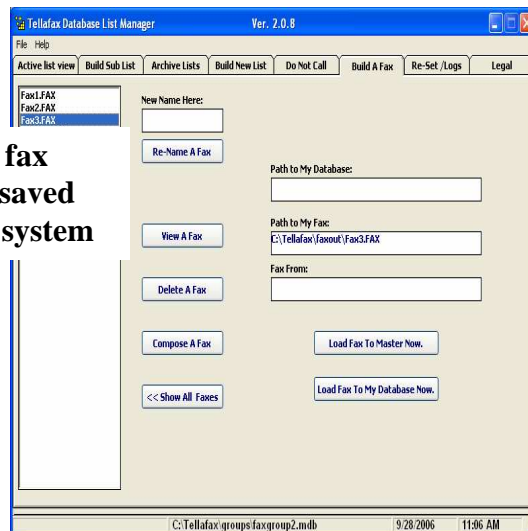 Tellafax Database List Manager Ver. 2.0.8
File Help
Active list view Build Sub List Archive Lists Build New List Do Not Call Build A Fax Re-Set /Logs Legal
Fax1.FAX
Fax2.FAX
Fax3.FAX
fax
saved
system
New Name Here:
Re-Name A Fax
View A Fax
Delete A Fax
Compose A Fax
<< Show All Faxes
Path to My Database:
Path to My Fax:
C:\Tellafax\faxout\Fax3.FAX
Fax From:
Load Fax To Master Now.
Load Fax To My Database Now.
C:\Tellafax\groups\faxgroup2.mdb 9/28/2006 11:06 AM